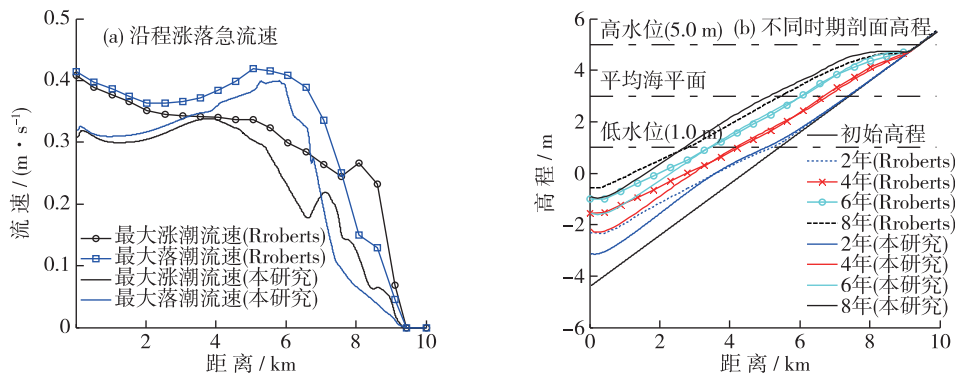 (a) 沿程涨落急流速
0.5
0.4
0.3
0.2
0.1
0
流速 / (m·s⁻¹)
最大涨潮流速(Rroberts)
最大落潮流速(Rroberts)
最大涨潮流速(本研究)
最大落潮流速(本研究)
2
4
6
8
10
距离 / km
(b) 不同时期剖面高程
高水位(5.0 m)
平均海平面
低水位(1.0 m)
6
4
2
0
-2
-4
-6
高程 / m
初始高程
2年(Rroberts)
4年(Rroberts)
6年(Rroberts)
8年(Rroberts)
2年(本研究)
4年(本研究)
6年(本研究)
8年(本研究)
0
2
4
6
8
10
距离 / km